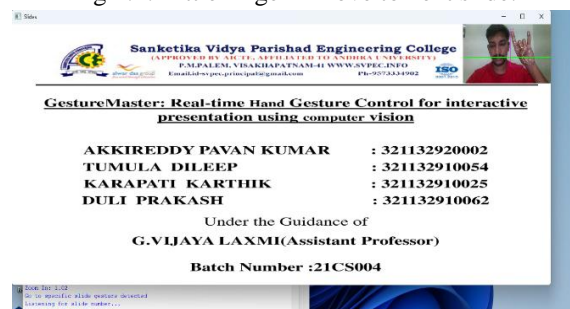 Slides
Sanketika Vidya Parishad Engineering College
(APPROVED BY AICTE, AFFILIATED TO ANDHRA UNIVERSITY)
P.M.PALEM, VISAKHAPATNAM-41 WWW.SVPEC.INFO
Email.id-svpec.principal@gmail.com Ph-9573334902
ISO
GestureMaster: Real-time Hand Gesture Control for interactive
presentation using computer vision
AKKIREDDY PAVAN KUMAR : 321132920002
TUMULA DILEEP : 321132910054
KARAPATI KARTHIK : 321132910025
DULI PRAKASH : 321132910062
Under the Guidance of
G.VIJAYA LAXMI(Assistant Professor)
Batch Number :21CS004
Zoom In: 1.02
Go to specific slide gesture detected
Listening for slide number...